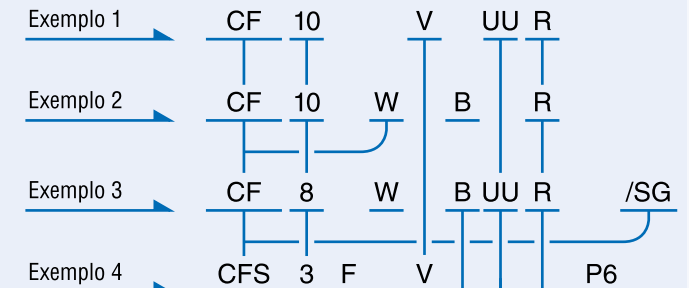 Exemplo 1 CF 10 V UU R
Exemplo 2 CF 10 W B R
Exemplo 3 CF 8 W B UU R /SG
Exemplo 4 CFS 3 F V P6